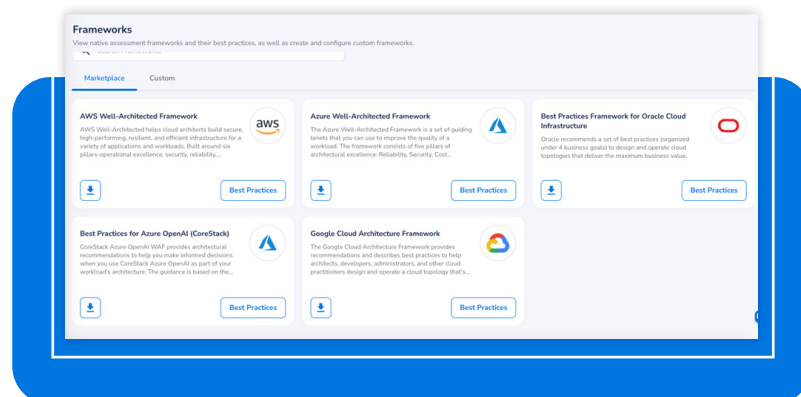 Frameworks
View native assessment frameworks and their best practices, as well as create and configure custom frameworks.
Marketplace Custom
AWS Well-Architected Framework
AWS Well-Architected helps cloud architects build secure,
high-performing, resilient, and efficient infrastructure for a
variety of applications and workloads. Built around six
pillars-operational excellence, security, reliability,...
aws
Best Practices
Azure Well-Architected Framework
The Azure Well-Architected Framework is a set of guiding
tenets that you can use to improve the quality of a
workload. The framework consists of five pillars of
architectural excellence: Reliability, Security, Cost...
Best Practices
Best Practices Framework for Oracle Cloud
Infrastructure
Oracle recommends a set of best practices (organized
under 4 business goals) to design and operate cloud
topologies that deliver the maximum business value.
Best Practices
Best Practices for Azure OpenAI (CoreStack)
CoreStack Azure OpenAI WAF provides architectural
recommendations to help you make informed decisions
when you use CoreStack Azure OpenAI as part of your
workload's architecture. The guidance is based on the...
Best Practices
Google Cloud Architecture Framework
The Google Cloud Architecture Framework provides
recommendations and describes best practices to help
architects, developers, administrators, and other cloud
practitioners design and operate a cloud topology that's...
Best Practices